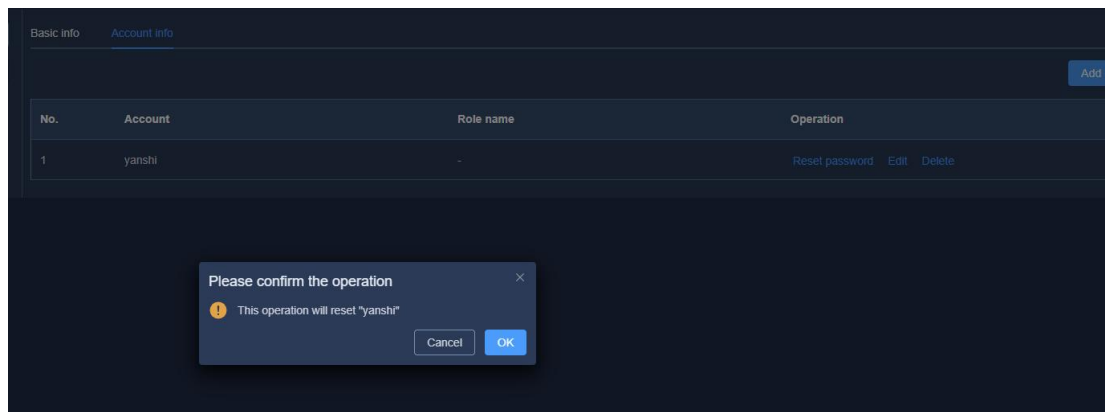 Basic info Account info
Add
No. Account Role name Operation
1 yanshi - Reset password Edit Delete
Please confirm the operation
This operation will reset "yanshi"
Cancel OK